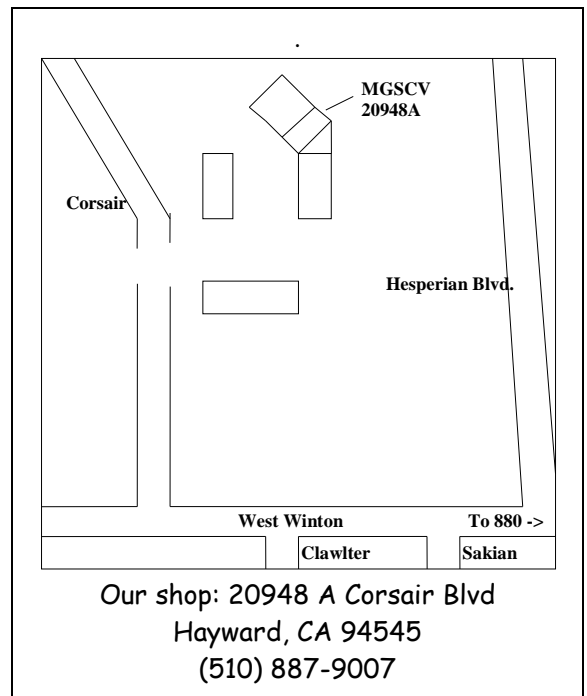 MGSCV
20948A
Corsair
Hesperian Blvd.
West Winton
To 880 ->
Clawlter
Sakian
Our shop: 20948 A Corsair Blvd
Hayward, CA 94545
(510) 887-9007